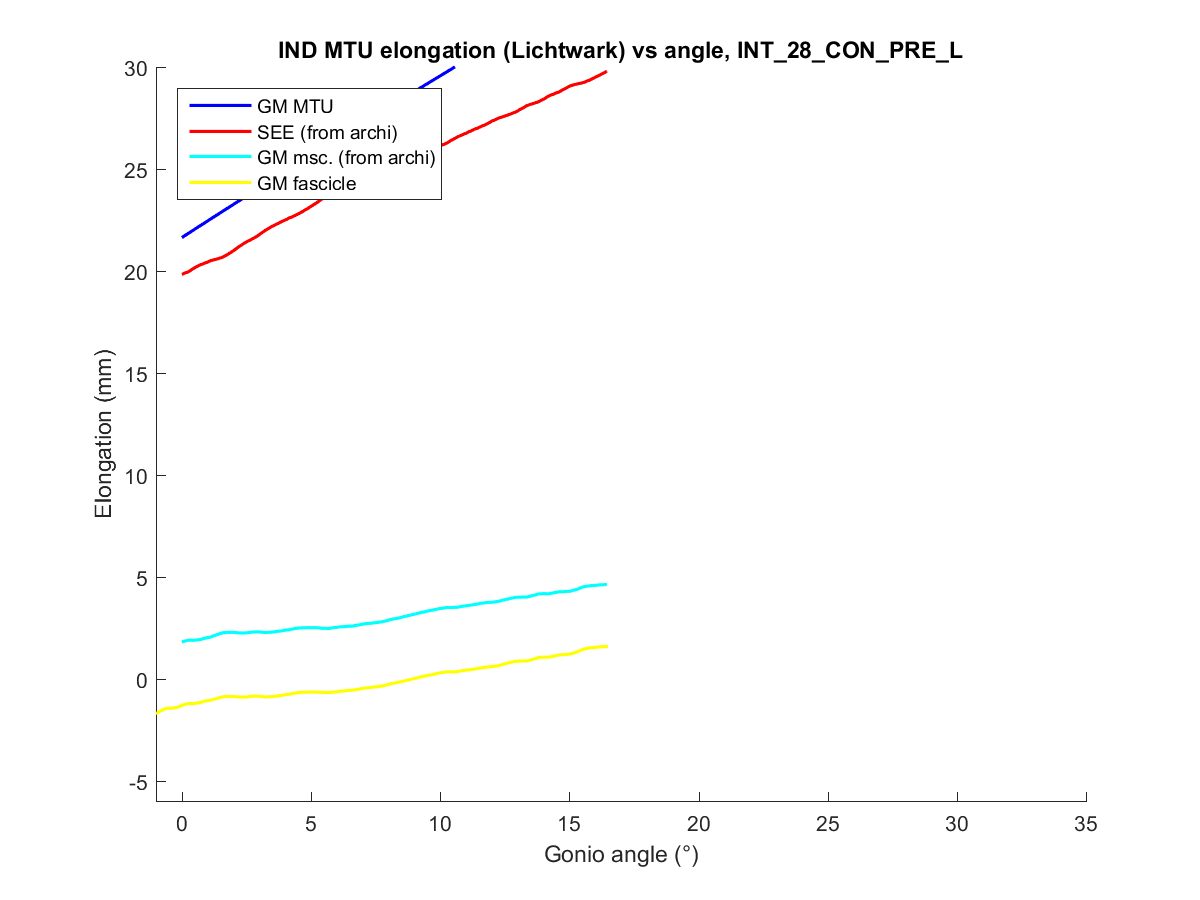 IND MTU elongation (Lichtwark) vs angle, INT_28_CON_PRE_L
30
25
20
15
10
5
0
-5
Elongation (mm)
GM MTU
SEE (from archi)
GM msc. (from archi)
GM fascicle
0 5 10 15 20 25 30 35
Gonio angle (°)